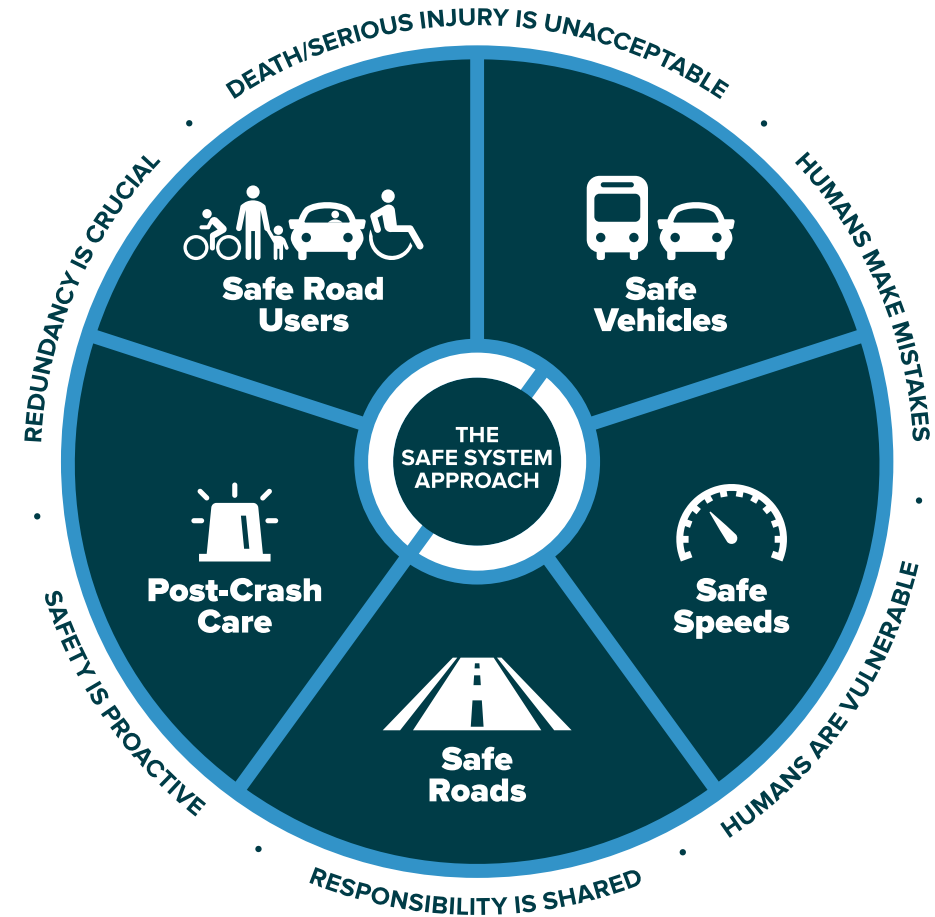 DEATH/SERIOUS INJURY IS UNACCEPTABLE
HUMANS MAKE MISTAKES
HUMANS ARE VULNERABLE
RESPONSIBILITY IS SHARED
SAFETY IS PROACTIVE
REDUNDANCY IS CRUCIAL
Safe Road
Users
Safe
Vehicles
Safe
Speeds
Safe
Roads
Post-Crash
Care
THE
SAFE SYSTEM
APPROACH